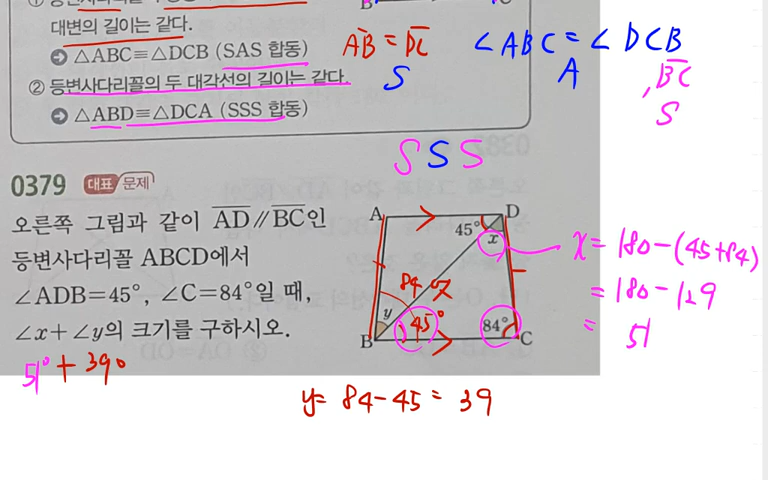 대변의 길이는 같다.
➔ △ABC≡△DCB (SAS 합동)
② 등변사다리꼴의 두 대각선의 길이는 같다.
➔ △ABD≡△DCA (SSS 합동)
AB = DC ∠ABC = ∠DCB
S A , BC
S
S S S
0379 대표 문제
오른쪽 그림과 같이 AD∥BC인
등변사다리꼴 ABCD에서
∠ADB=45°, ∠C=84°일 때,
∠x+∠y의 크기를 구하시오.
51° + 39°
A D
45° x
84°
y 45° 84°
B C
x = 180-(45+84)
= 180-129
= 51
y = 84-45 = 39